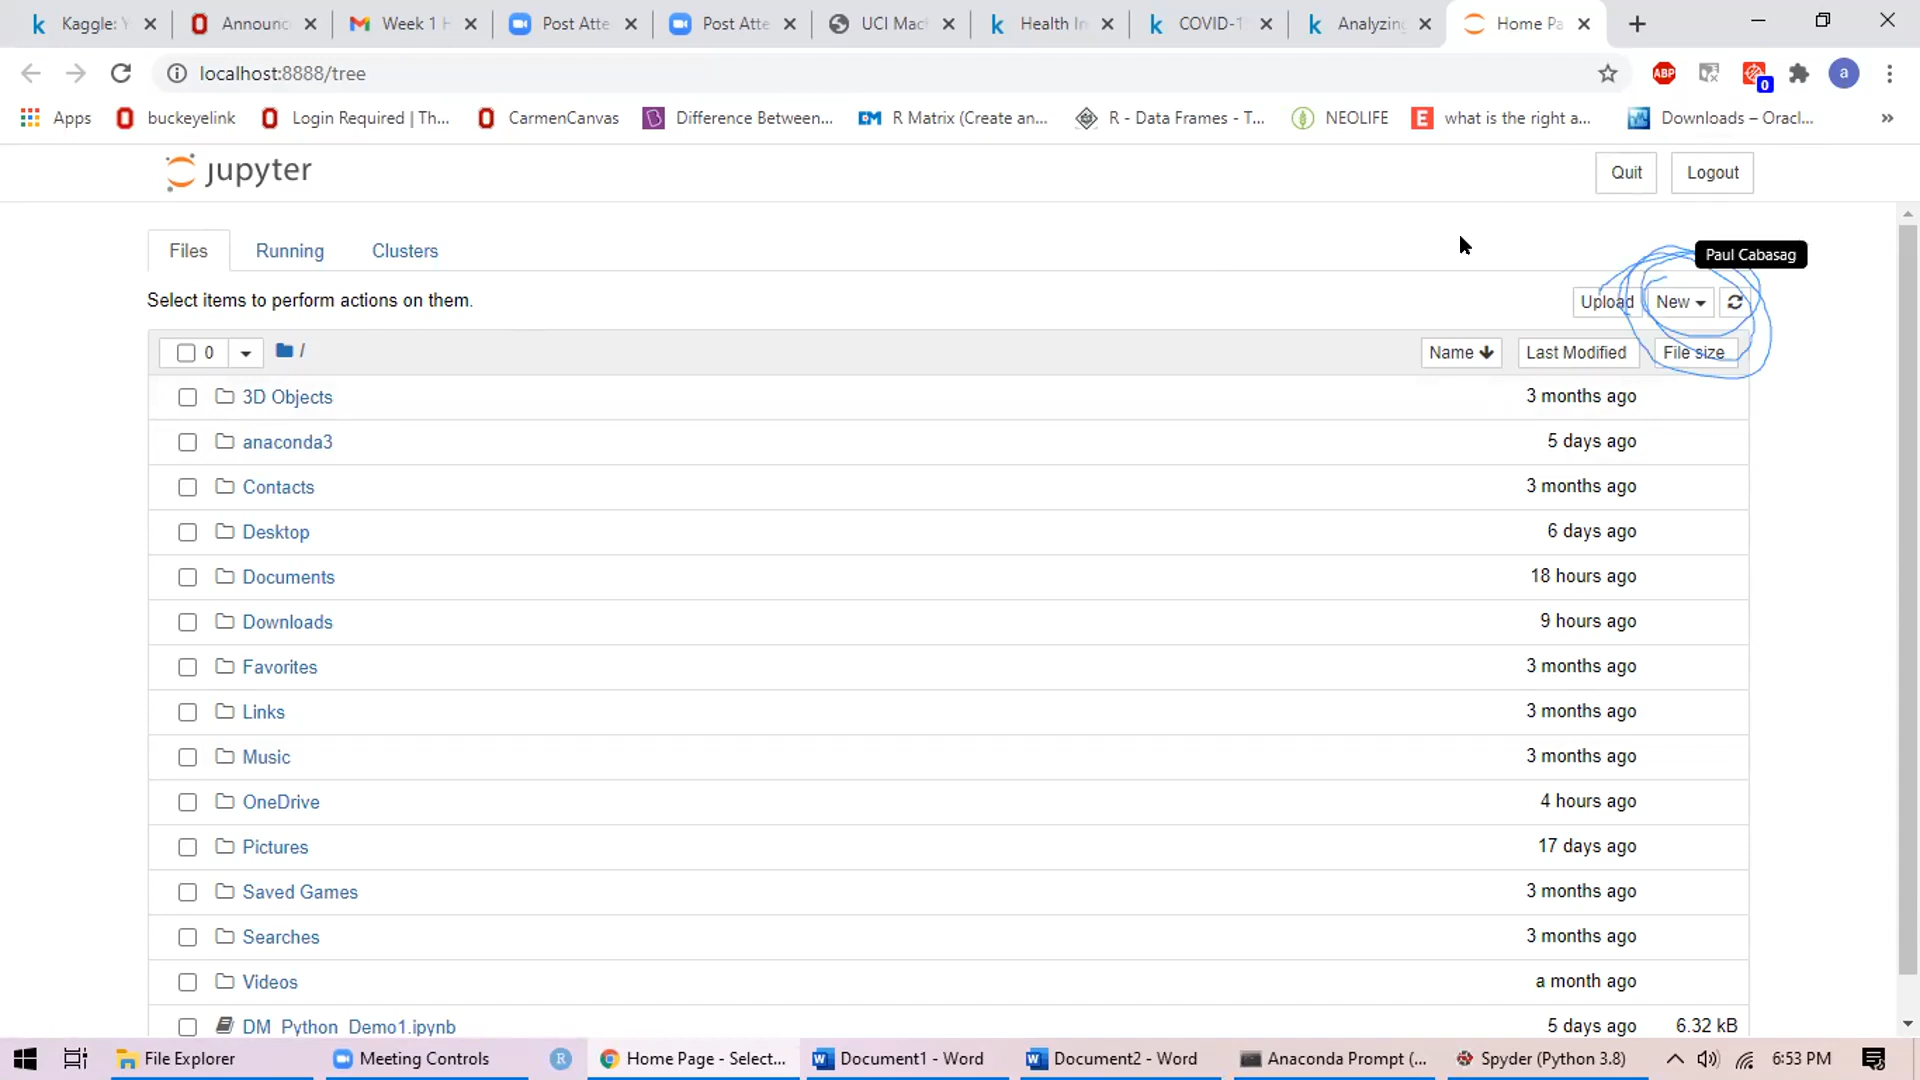 Kaggle: Y
Announc
Week 1 H
Post Atte
Post Atte
UCI Mac
Health In
COVID-1
Analyzing
Home Pa
localhost:8888/tree
ABP
0
a
Apps
buckeyelink
Login Required | Th...
CarmenCanvas
Difference Between...
R Matrix (Create an...
R - Data Frames - T...
NEOLIFE
what is the right a...
Downloads – Oracl...
»
jupyter
Quit
Logout
Files
Running
Clusters
Paul Cabasag
Select items to perform actions on them.
Upload
New
0
/
Name
Last Modified
File size
3D Objects
3 months ago
anaconda3
5 days ago
Contacts
3 months ago
Desktop
6 days ago
Documents
18 hours ago
Downloads
9 hours ago
Favorites
3 months ago
Links
3 months ago
Music
3 months ago
OneDrive
4 hours ago
Pictures
17 days ago
Saved Games
3 months ago
Searches
3 months ago
Videos
a month ago
DM_Python_Demo1.ipynb
5 days ago
6.32 kB
File Explorer
Meeting Controls
R
Home Page - Select...
Document1 - Word
Document2 - Word
Anaconda Prompt (...
Spyder (Python 3.8)
6:53 PM